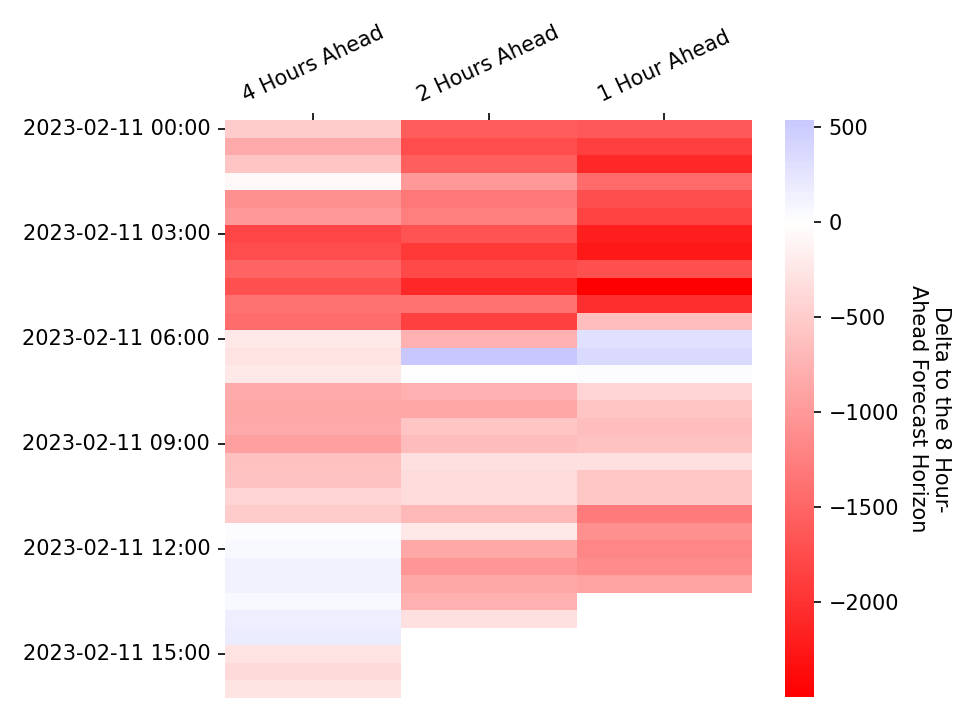 4 Hours Ahead
2 Hours Ahead
1 Hour Ahead
2023-02-11 00:00
2023-02-11 03:00
2023-02-11 06:00
2023-02-11 09:00
2023-02-11 12:00
2023-02-11 15:00
500
0
−500
−1000
−1500
−2000
Delta to the 8 Hour-
Ahead Forecast Horizon